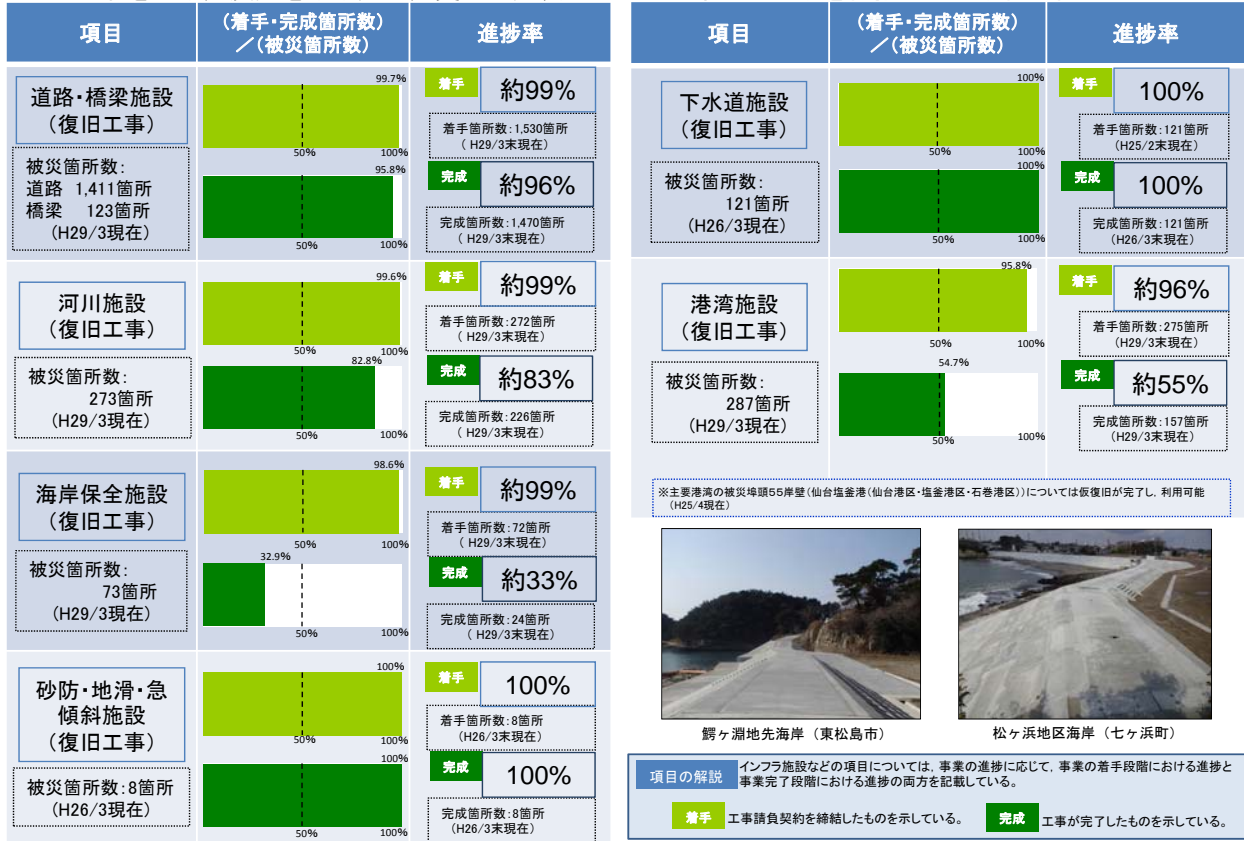 項目
(着手・完成箇所数)
／(被災箇所数)
進捗率
道路・橋梁施設
(復旧工事)
被災箇所数:
道路 1,411箇所
橋梁 123箇所
(H29/3現在)
99.7%
50%
100%
95.8%
50%
100%
着手
約99%
着手箇所数:1,530箇所
( H29/3末現在)
完成
約96%
完成箇所数:1,470箇所
( H29/3末現在)
河川施設
(復旧工事)
被災箇所数:
273箇所
(H29/3現在)
99.6%
50%
100%
82.8%
50%
100%
着手
約99%
着手箇所数:272箇所
( H29/3末現在)
完成
約83%
完成箇所数:226箇所
( H29/3末現在)
海岸保全施設
(復旧工事)
被災箇所数:
73箇所
(H29/3現在)
98.6%
50%
100%
32.9%
50%
100%
着手
約99%
着手箇所数:72箇所
( H29/3末現在)
完成
約33%
完成箇所数:24箇所
( H29/3末現在)
砂防・地滑・急
傾斜施設
(復旧工事)
被災箇所数:8箇所
(H26/3現在)
100%
50%
100%
100%
50%
100%
着手
100%
着手箇所数:8箇所
(H26/3末現在)
完成
100%
完成箇所数:8箇所
(H26/3末現在)
項目
(着手・完成箇所数)
／(被災箇所数)
進捗率
下水道施設
(復旧工事)
被災箇所数:
121箇所
(H26/3現在)
100%
50%
100%
100%
50%
100%
着手
100%
着手箇所数:121箇所
(H25/2末現在)
完成
100%
完成箇所数:121箇所
(H26/3末現在)
港湾施設
(復旧工事)
被災箇所数:
287箇所
(H29/3現在)
95.8%
50%
100%
54.7%
50%
100%
着手
約96%
着手箇所数:275箇所
(H29/3末現在)
完成
約55%
完成箇所数:157箇所
(H29/3末現在)
※主要港湾の被災埠頭55岸壁(仙台塩釜港(仙台港区・塩釜港区・石巻港区))については仮復旧が完了し，利用可能
(H25/4現在)
鰐ヶ淵地先海岸（東松島市）
松ヶ浜地区海岸（七ヶ浜町）
項目の解説
インフラ施設などの項目については，事業の進捗に応じて，事業の着手段階における進捗と
事業完了段階における進捗の両方を記載している。
着手 工事請負契約を締結したものを示している。
完成 工事が完了したものを示している。